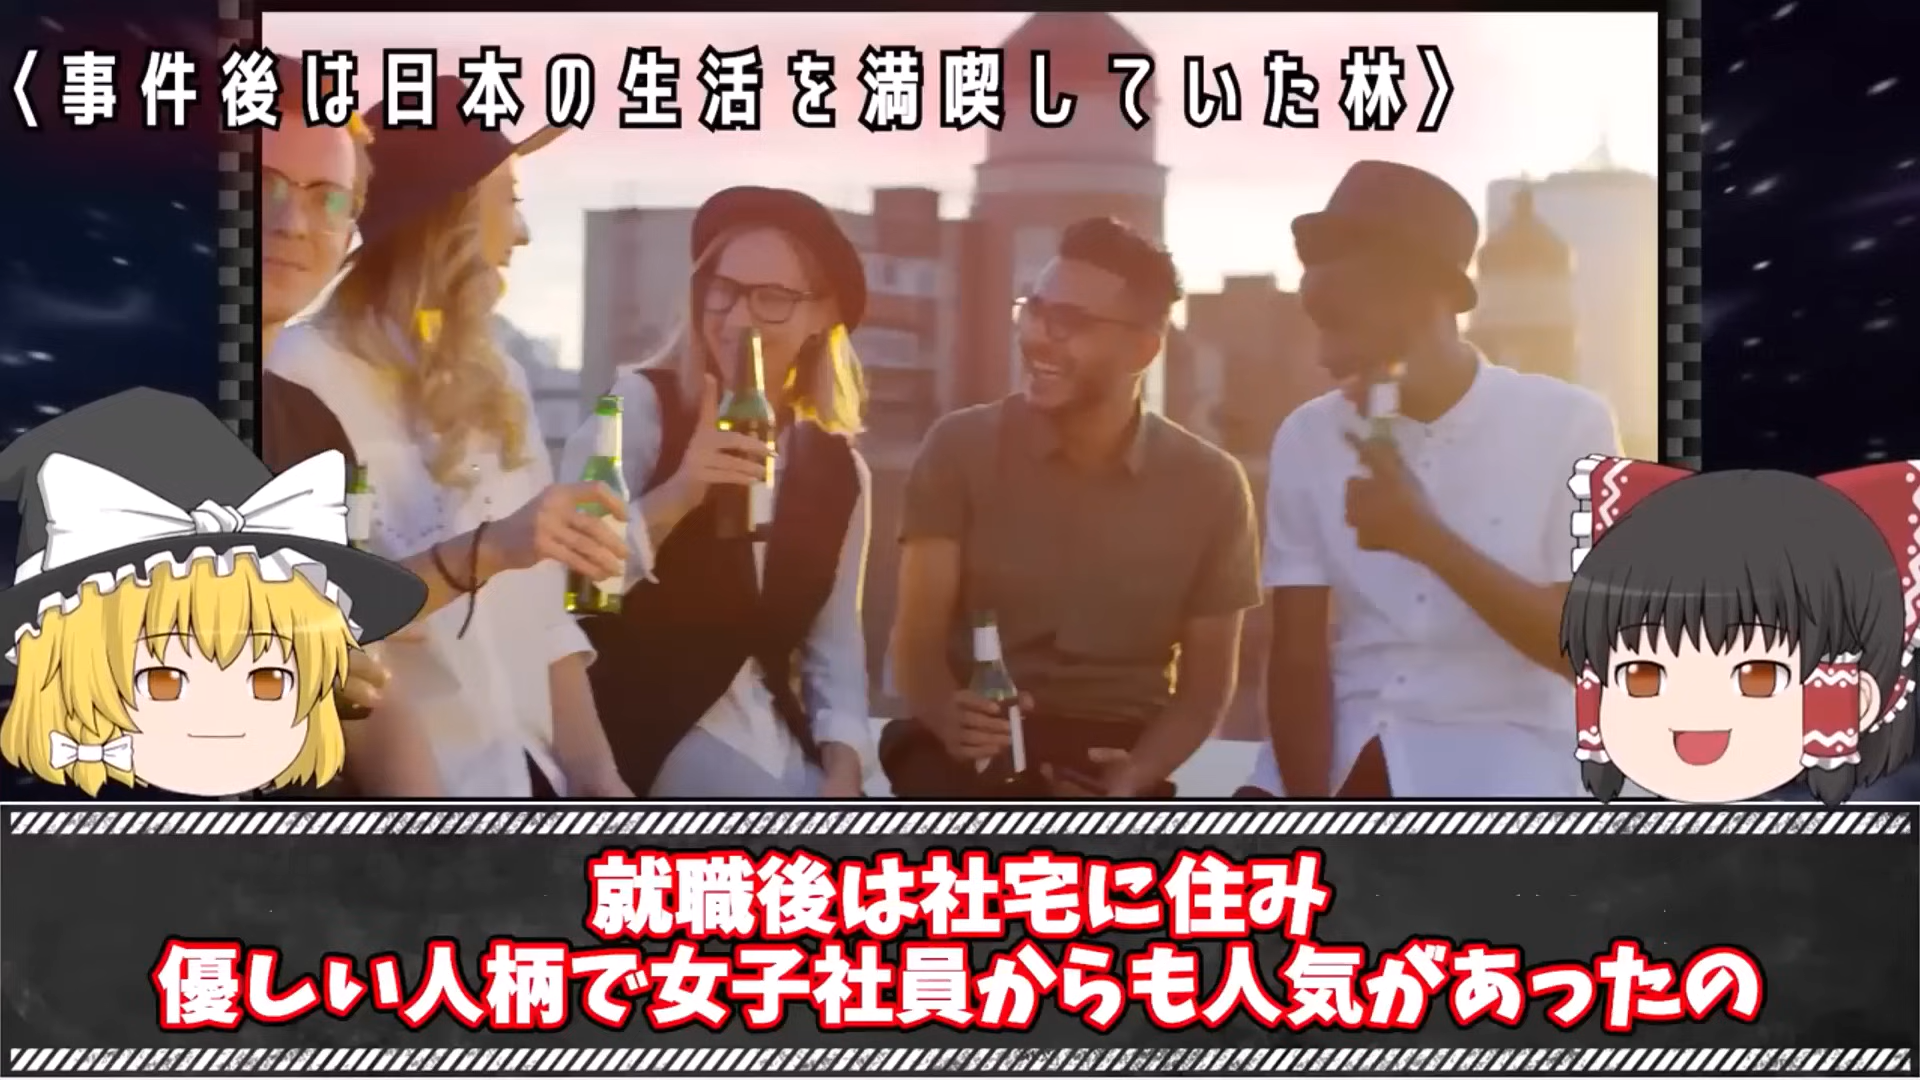 〈事件後は日本の生活を満喫していた林〉
就職後は社宅に住み
優しい人柄で女子社員からも人気があったの